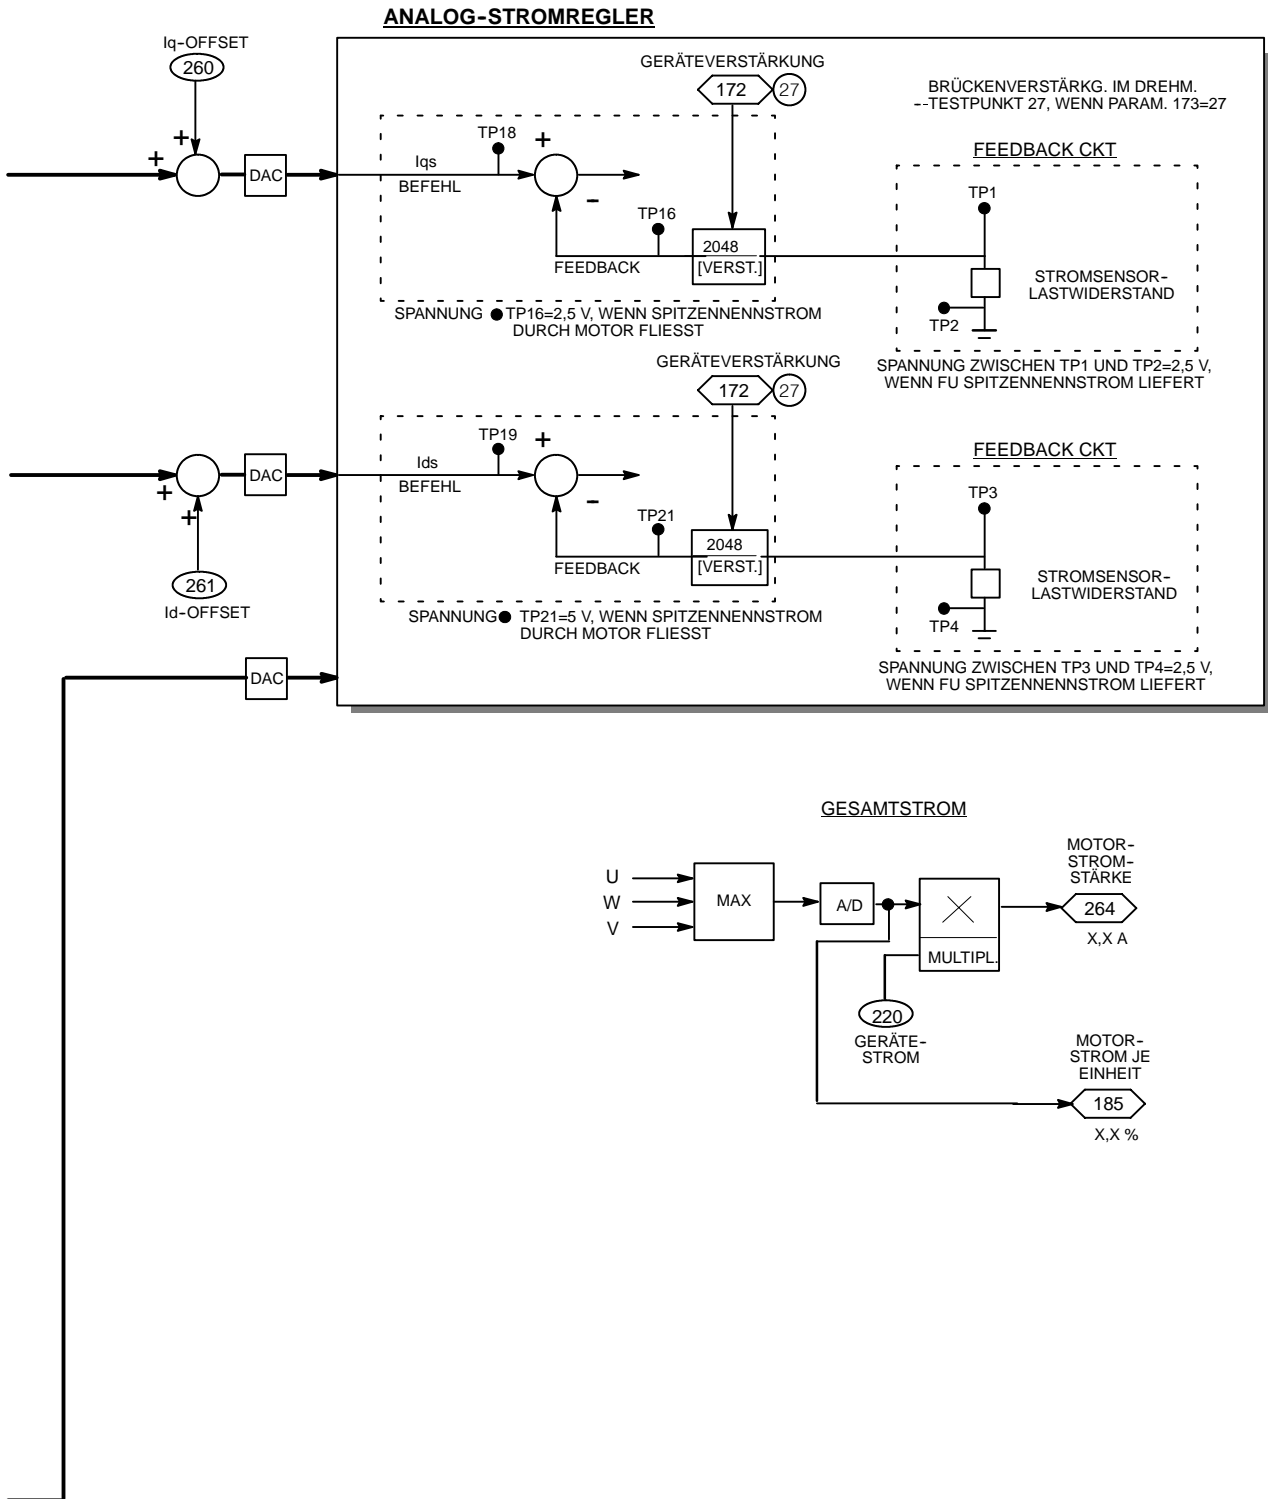 ANALOG-STROMREGLER
Iq-OFFSET
260
+
+
DAC
GERÄTEVERSTÄRKUNG
172
27
BRÜCKENVERSTÄRKG. IM DREHM.
--TESTPUNKT 27, WENN PARAM. 173=27
TP18
+
Iqs
BEFEHL
-
TP16
FEEDBACK
2048
[VERST.]
FEEDBACK CKT
TP1
STROMSENSOR-
LASTWIDERSTAND
TP2
SPANNUNG ● TP16=2,5 V, WENN SPITZENNENNSTROM
DURCH MOTOR FLIESST
SPANNUNG ZWISCHEN TP1 UND TP2=2,5 V,
WENN FU SPITZENNENNSTROM LIEFERT
GERÄTEVERSTÄRKUNG
172
27
TP19
+
Ids
BEFEHL
-
DAC
+
+
261
Id-OFFSET
TP21
FEEDBACK
2048
[VERST.]
FEEDBACK CKT
TP3
STROMSENSOR-
LASTWIDERSTAND
TP4
SPANNUNG ● TP21=5 V, WENN SPITZENNENNSTROM
DURCH MOTOR FLIESST
SPANNUNG ZWISCHEN TP3 UND TP4=2,5 V,
WENN FU SPITZENNENNSTROM LIEFERT
DAC
GESAMTSTROM
U
W
V
MAX
A/D
MULTIPL.
MOTOR-
STROM-
STÄRKE
264
X,X A
220
GERÄTE-
STROM
MOTOR-
STROM JE
EINHEIT
185
X,X %